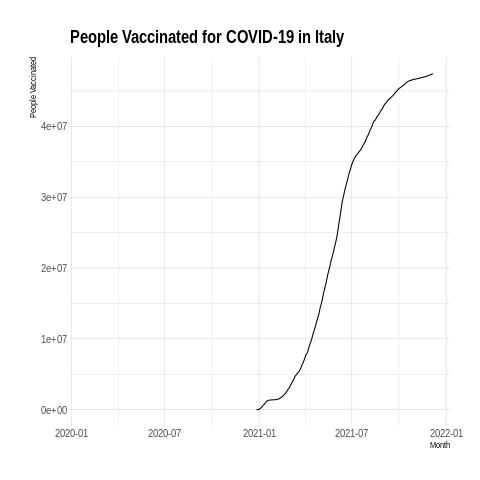 People Vaccinated for COVID-19 in Italy
People Vaccinated
4e+07
3e+07
2e+07
1e+07
0e+00
2020-01 2020-07 2021-01 2021-07 2022-01
Month